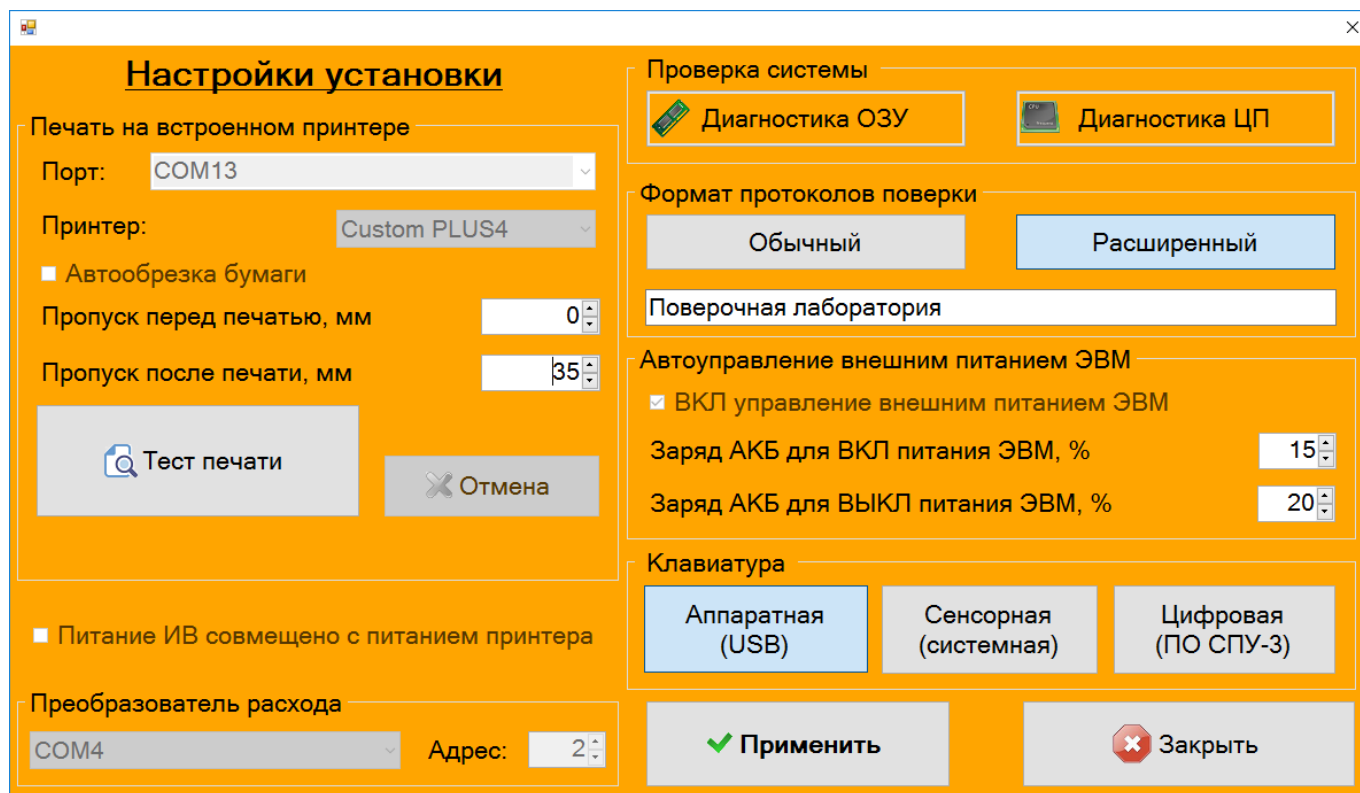 Настройки установки
Печать на встроенном принтере
Порт: COM13
Принтер: Custom PLUS4
Автообрезка бумаги
Пропуск перед печатью, мм 0
Пропуск после печати, мм 35
Тест печати
Отмена
Питание ИВ совмещено с питанием принтера
Преобразователь расхода
COM4 Адрес: 2
Проверка системы
Диагностика ОЗУ
CPU
Диагностика ЦП
Формат протоколов поверки
Обычный
Расширенный
Поверочная лаборатория
Автоуправление внешним питанием ЭВМ
ВКЛ управление внешним питанием ЭВМ
Заряд АКБ для ВКЛ питания ЭВМ, % 15
Заряд АКБ для ВЫКЛ питания ЭВМ, % 20
Клавиатура
Аппаратная
(USB)
Сенсорная
(системная)
Цифровая
(ПО СПУ-3)
Применить
Закрыть